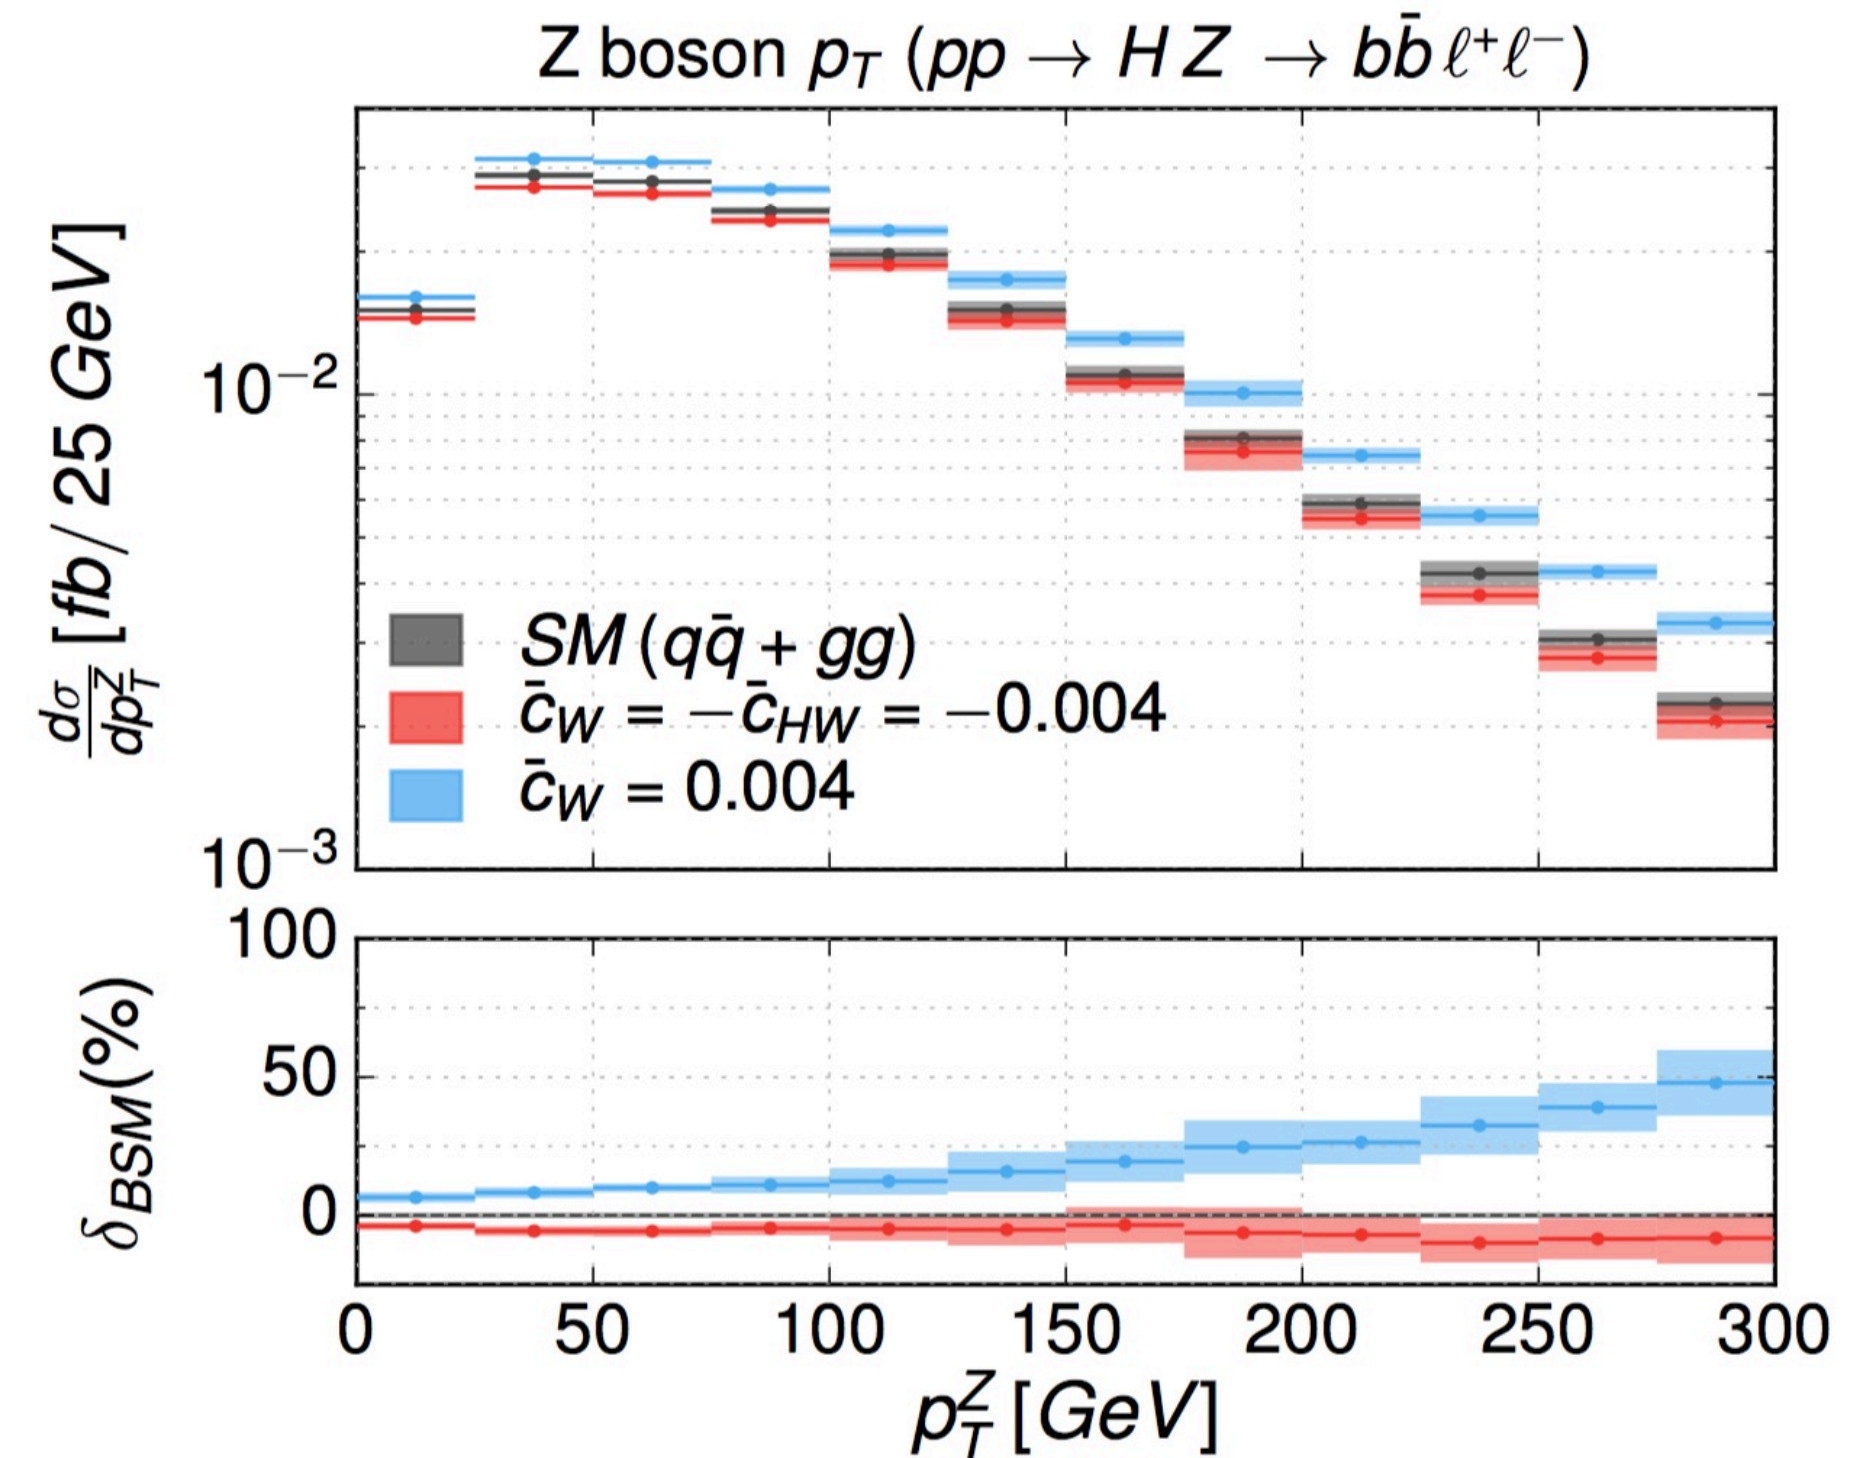 Z boson p_T (pp → H Z → bb̄ ℓ⁺ℓ⁻)
dσ/dp_T^Z [fb/ 25 GeV]
10⁻²
10⁻³
SM (qq̄ + gg)
c̄_W = −c̄_HW = −0.004
c̄_W = 0.004
δ_BSM(%)
100
50
0
0 50 100 150 200 250 300
p_T^Z [GeV]